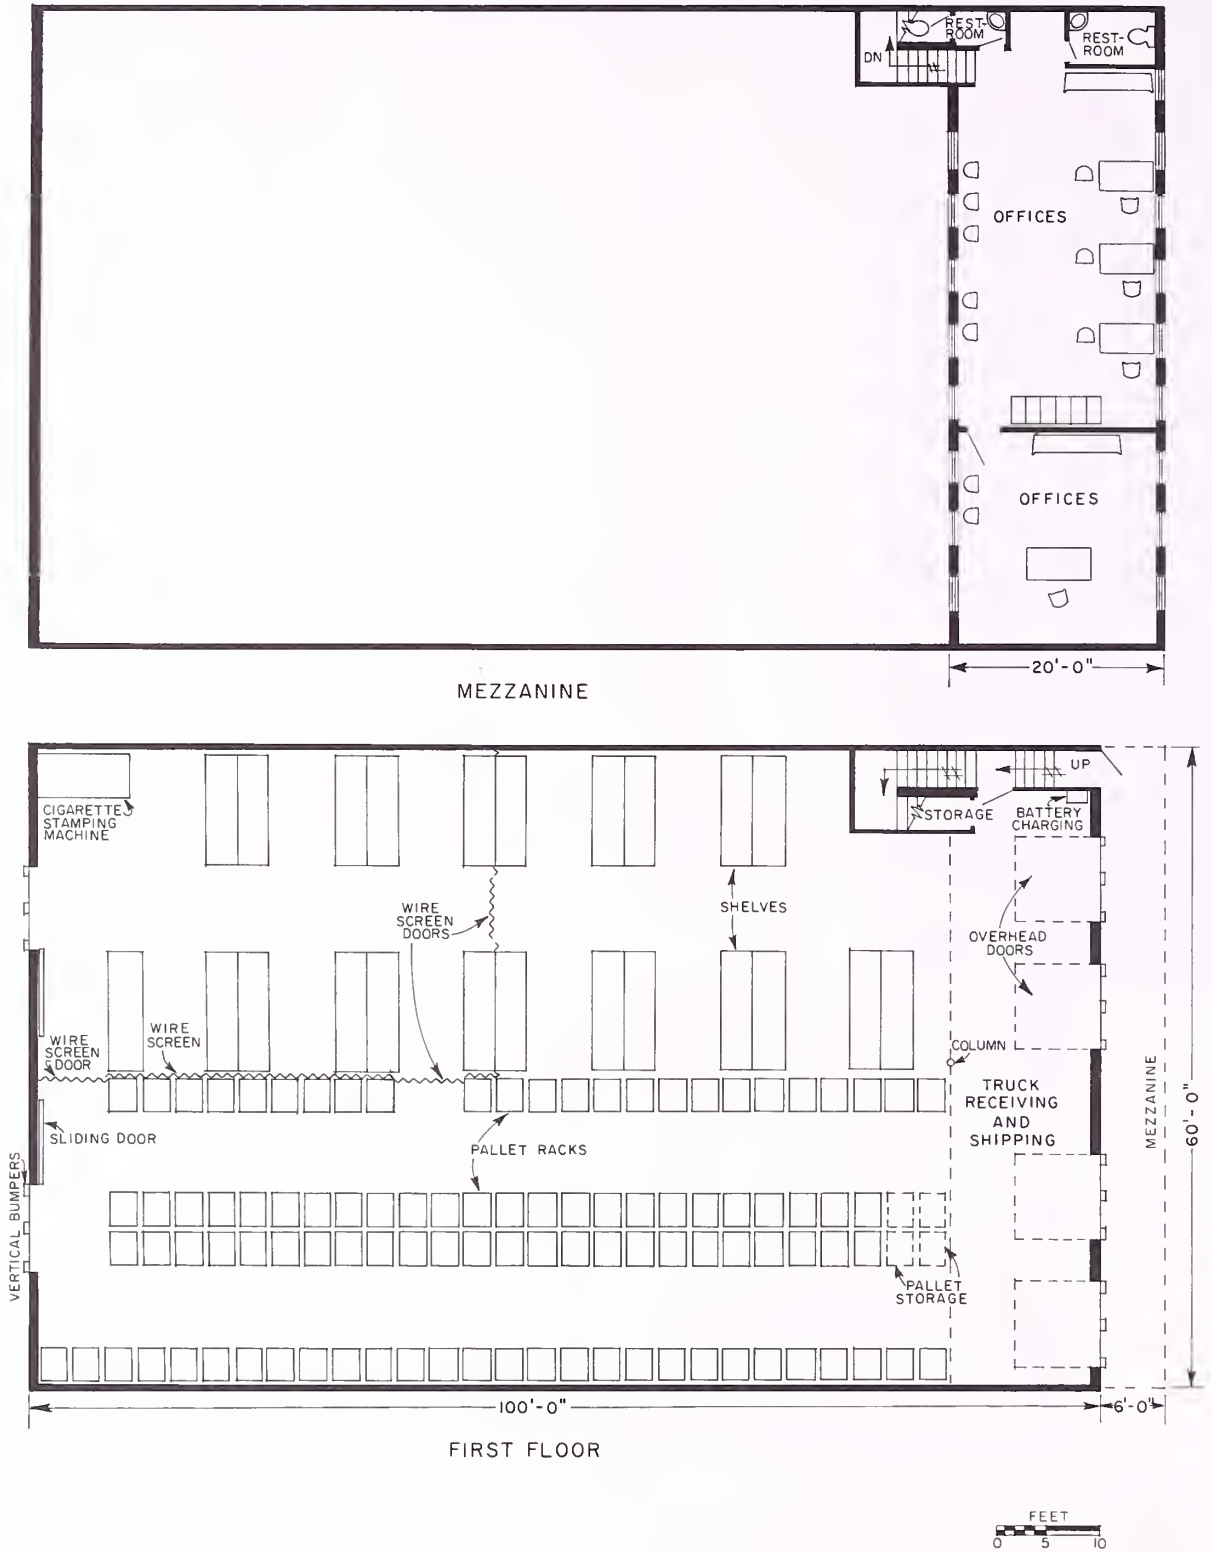 REST-
ROOM
REST-
ROOM
DN
OFFICES
OFFICES
20'-0"
MEZZANINE
UP
CIGARETTE
STAMPING
MACHINE
STORAGE
BATTERY
CHARGING
WIRE
SCREEN
DOORS
SHELVES
OVERHEAD
DOORS
WIRE
SCREEN
DOOR
WIRE
SCREEN
COLUMN
TRUCK
RECEIVING
AND
SHIPPING
MEZZANINE
60'-0"
SLIDING DOOR
PALLET RACKS
VERTICAL BUMPERS
PALLET
STORAGE
100'-0"
6'-0"
FIRST FLOOR
FEET
0 5 10